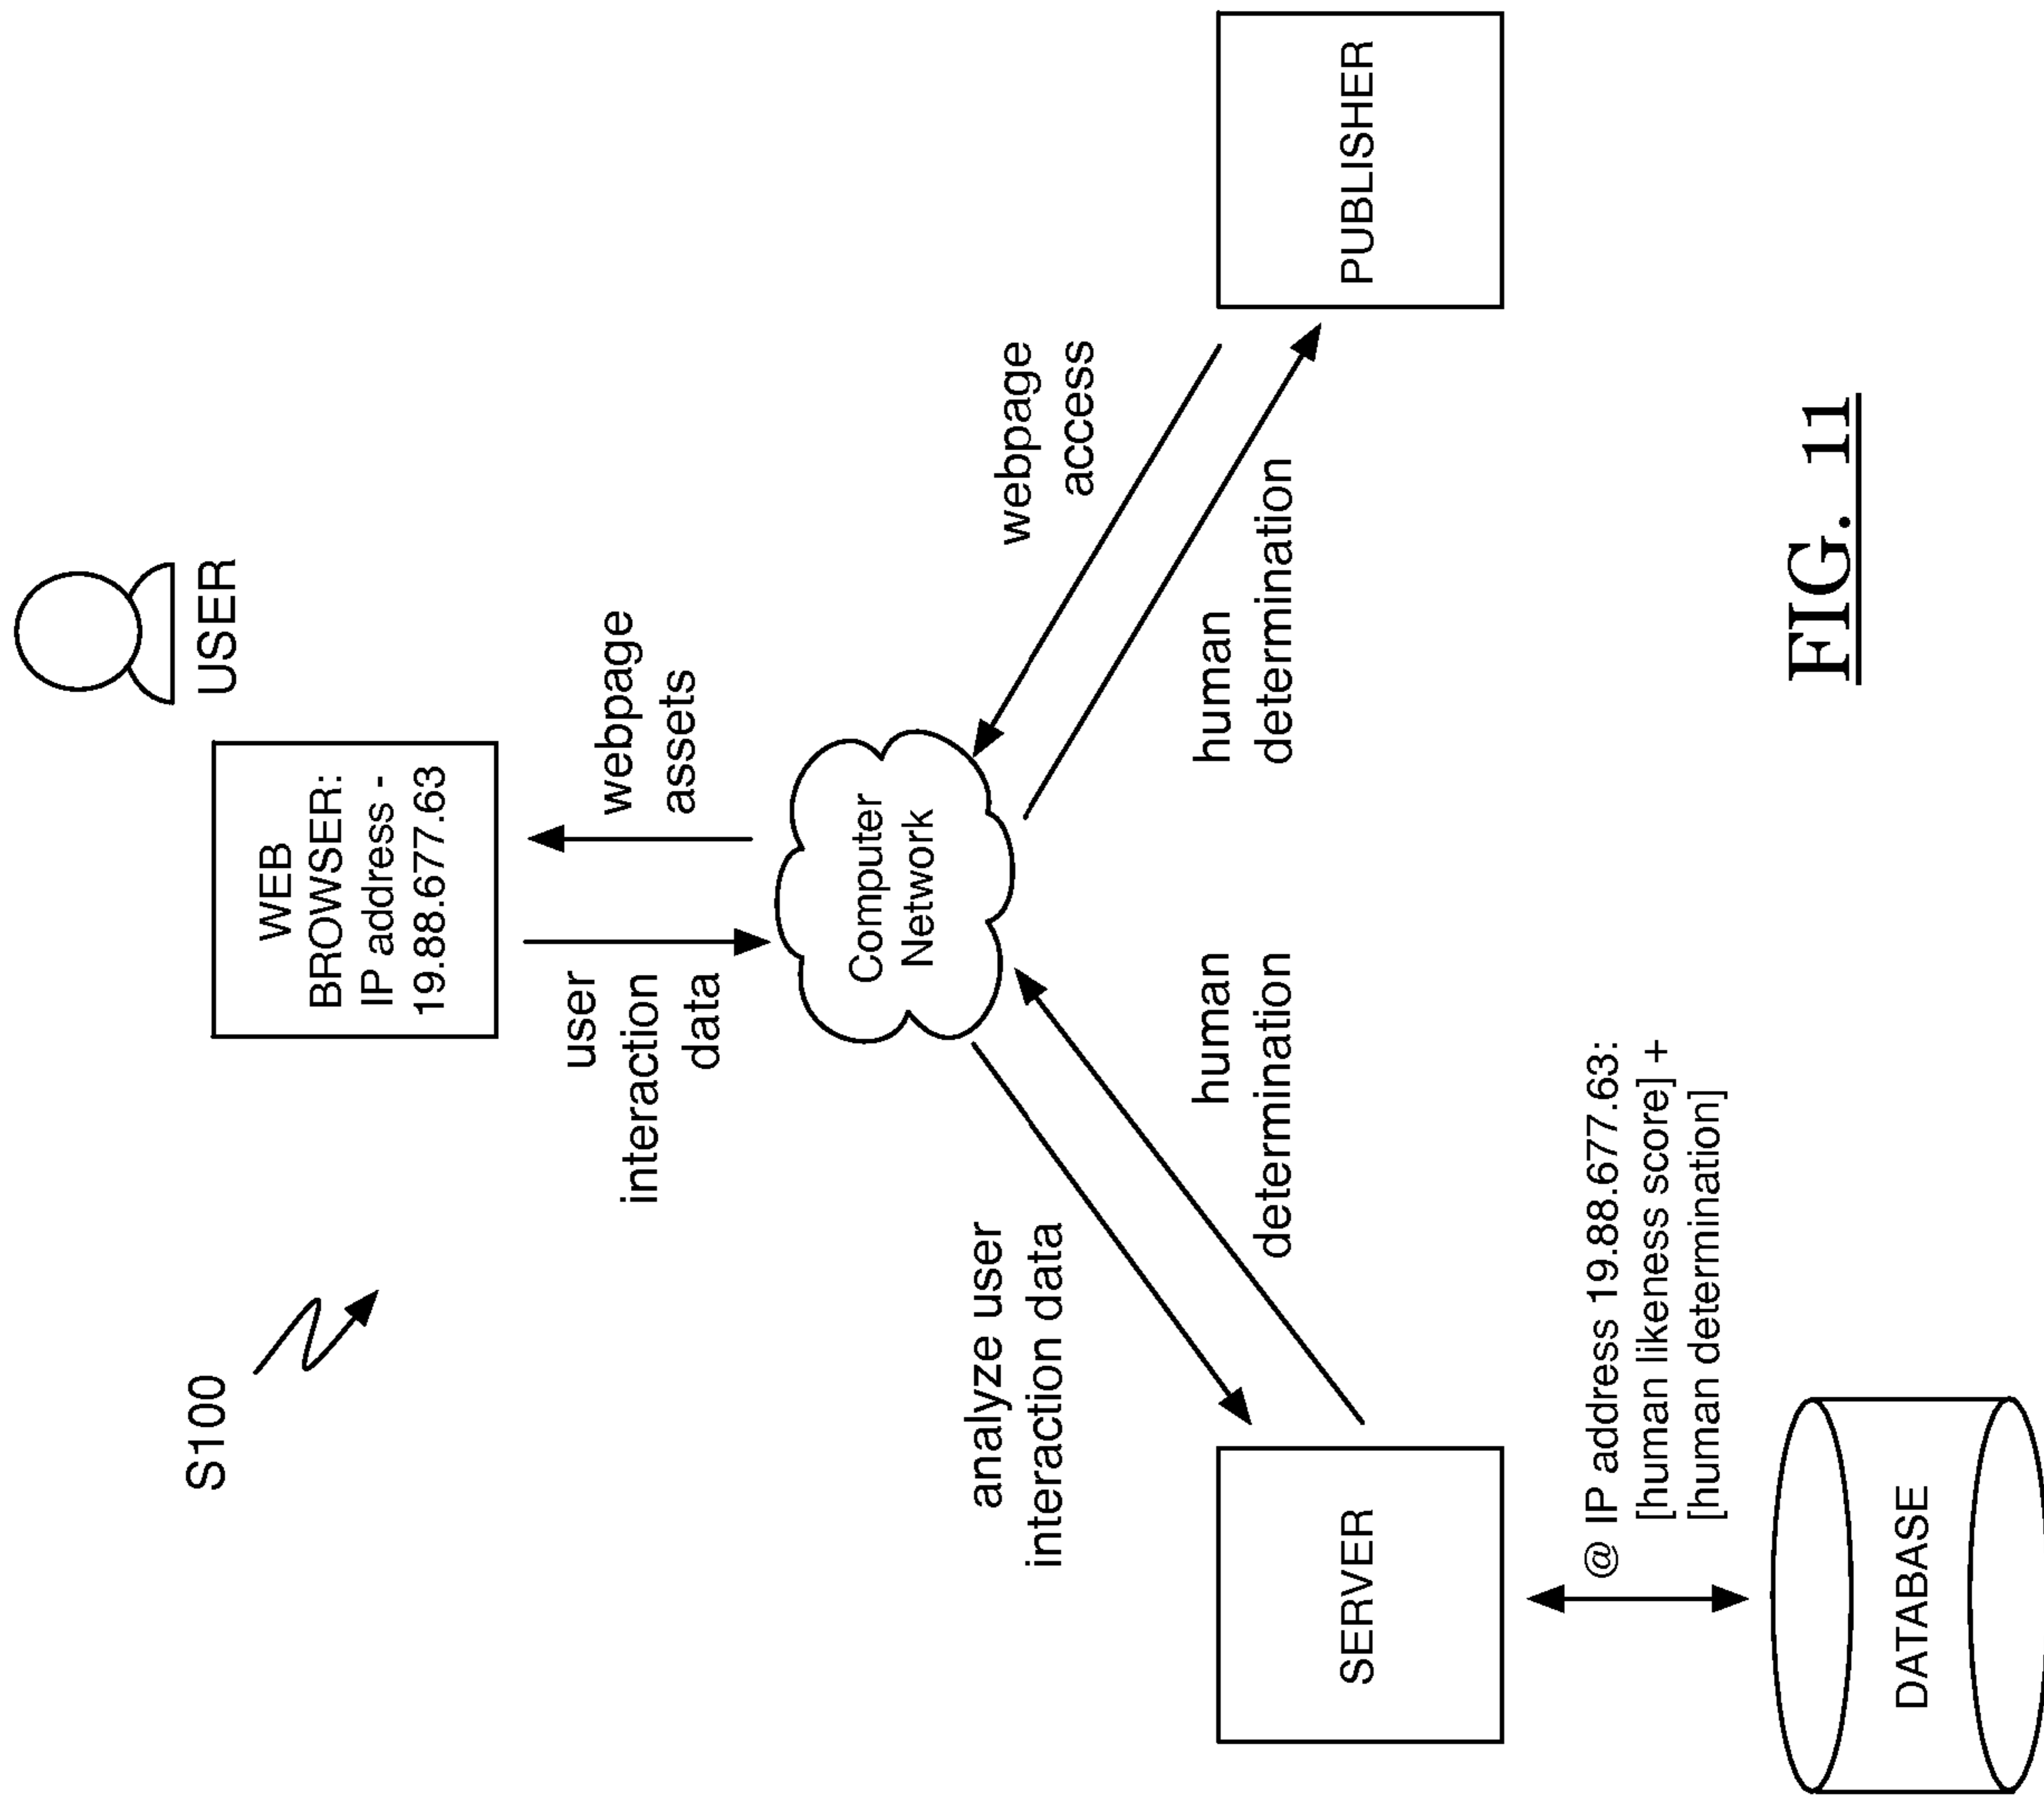 S100
USER
WEB
BROWSER:
IP address -
19.88.677.63
user
interaction
data
webpage
assets
Computer
Network
analyze user
interaction data
human
determination
webpage
access
human
determination
SERVER
PUBLISHER
@ IP address 19.88.677.63:
[human likeness score] +
[human determination]
DATABASE
FIG. 11